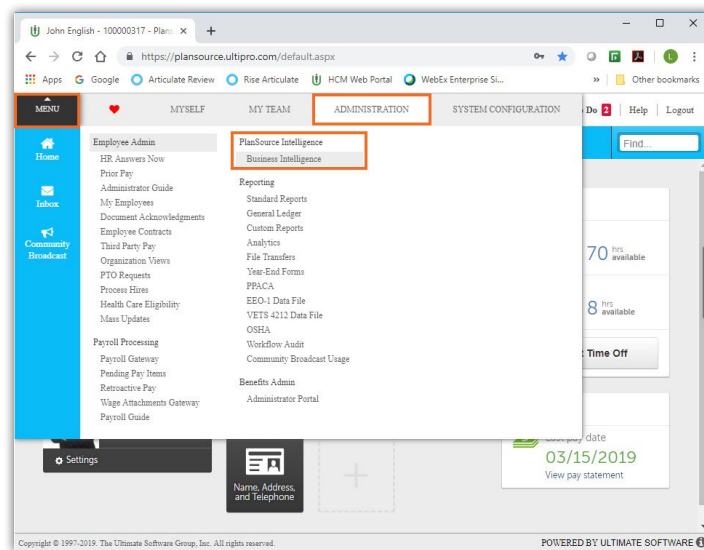 John English - 100000317 - Plan:
https://plansource.ultipro.com/default.aspx
Apps Google Articulate Review Rise Articulate HCM Web Portal WebEx Enterprise Si... » Other bookmarks
MENU MYSELF MY TEAM ADMINISTRATION SYSTEM CONFIGURATION Do 2 Help Logout
Home
Inbox
Community
Broadcast
Find...
Employee Admin
HR Answers Now
Prior Pay
Administrator Guide
My Employees
Document Acknowledgments
Employee Contracts
Third Party Pay
Organization Views
PTO Requests
Process Hires
Health Care Eligibility
Mass Updates
Payroll Processing
Payroll Gateway
Pending Pay Items
Retroactive Pay
Wage Attachments Gateway
Payroll Guide
PlanSource Intelligence
Business Intelligence
Reporting
Standard Reports
General Ledger
Custom Reports
Analytics
File Transfers
Year-End Forms
PPACA
EEO-1 Data File
VETS 4212 Data File
OSHA
Workflow Audit
Community Broadcast Usage
Benefits Admin
Administrator Portal
70 hrs available
8 hrs available
Time Off
pay date
03/15/2019
View pay statement
Settings
Name, Address,
and Telephone
Copyright © 1997-2019. The Ultimate Software Group, Inc. All rights reserved. POWERED BY ULTIMATE SOFTWARE